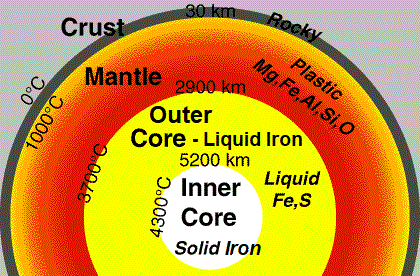 30 km
Crust
Rocky
Mantle
Plastic
Mg,Fe,Al,Si,O
0°C
1000°C
2900 km
Outer
Core - Liquid Iron
5200 km
3700°C
4300°C
Inner
Core
Liquid
Fe,S
Solid Iron